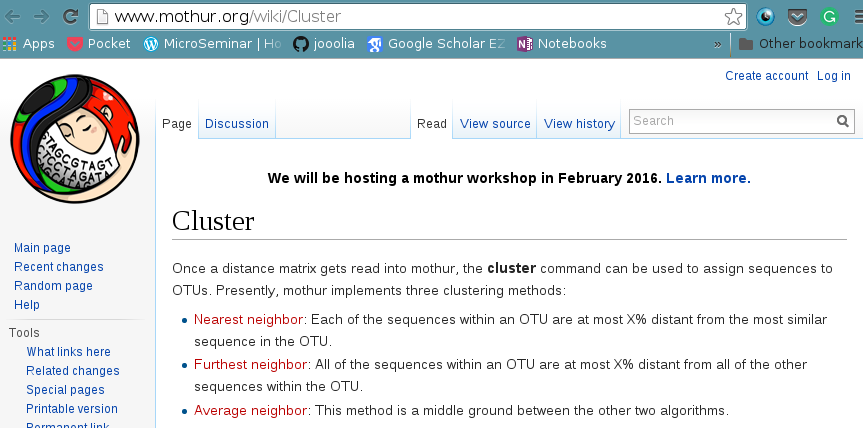 www.mothur.org/wiki/Cluster
Apps Pocket MicroSeminar | Ho jooolia Google Scholar EZ Notebooks » Other bookmark
Create account Log in
Page Discussion Read View source View history Search
STAGCGTAGT
We will be hosting a mothur workshop in February 2016. Learn more.
Cluster
Once a distance matrix gets read into mothur, the cluster command can be used to assign sequences to
OTUs. Presently, mothur implements three clustering methods:
Nearest neighbor: Each of the sequences within an OTU are at most X% distant from the most similar
sequence in the OTU.
Furthest neighbor: All of the sequences within an OTU are at most X% distant from all of the other
sequences within the OTU.
Average neighbor: This method is a middle ground between the other two algorithms.
Main page
Recent changes
Random page
Help
Tools
What links here
Related changes
Special pages
Printable version
Permanent link